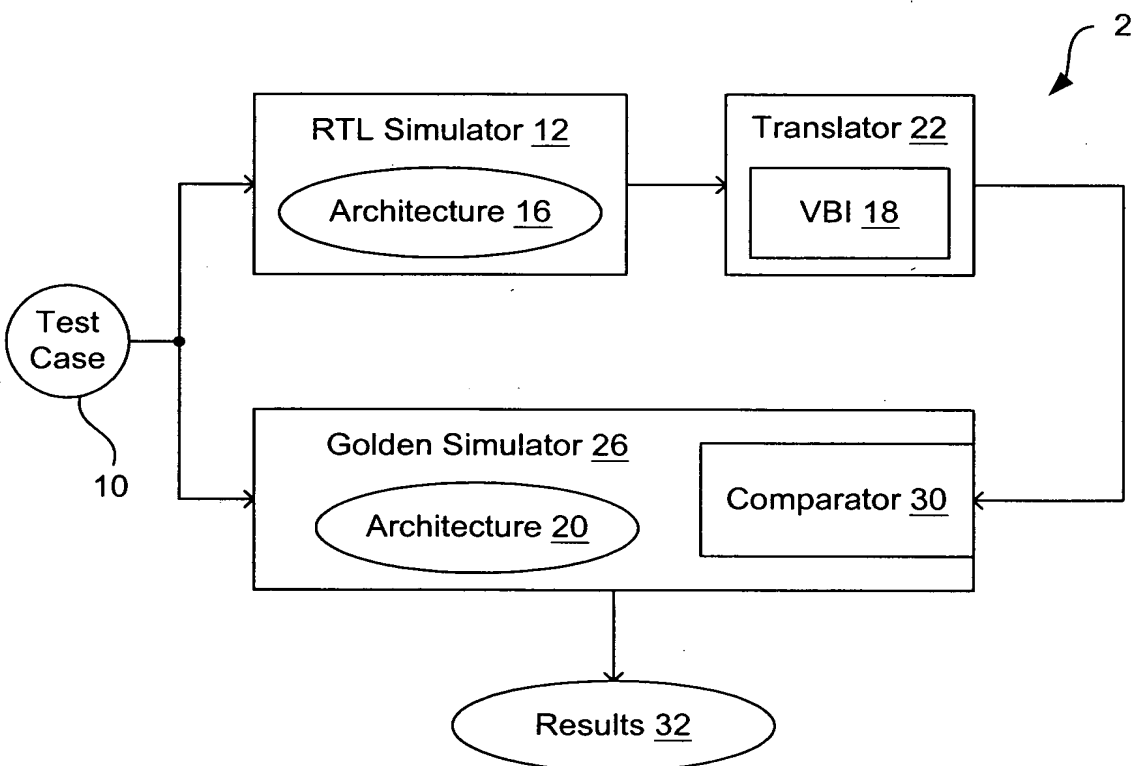 2
RTL Simulator 12
Architecture 16
Translator 22
VBI 18
Test
Case
10
Golden Simulator 26
Architecture 20
Comparator 30
Results 32